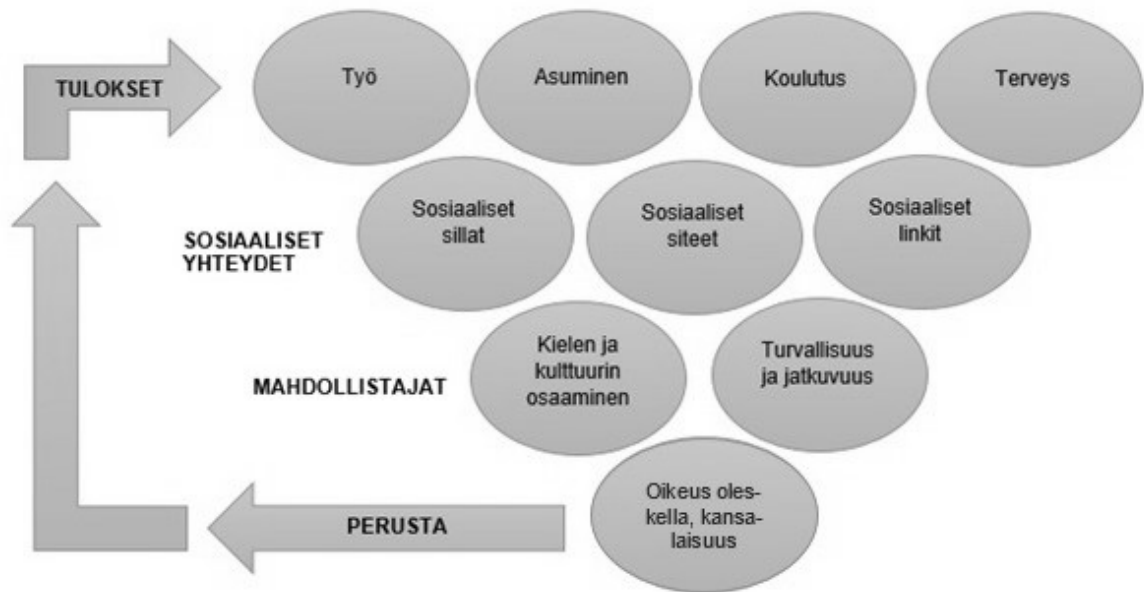 TULOKSET
Työ
Asuminen
Koulutus
Terveys
SOSIAALISET
YHTEYDET
Sosiaaliset
sillat
Sosiaaliset
siteet
Sosiaaliset
linkit
MAHDOLLISTAJAT
Kielen ja
kulttuurin
osaaminen
Turvallisuus
ja jatkuvuus
PERUSTA
Oikeus oles-
kella, kansa-
laisuus